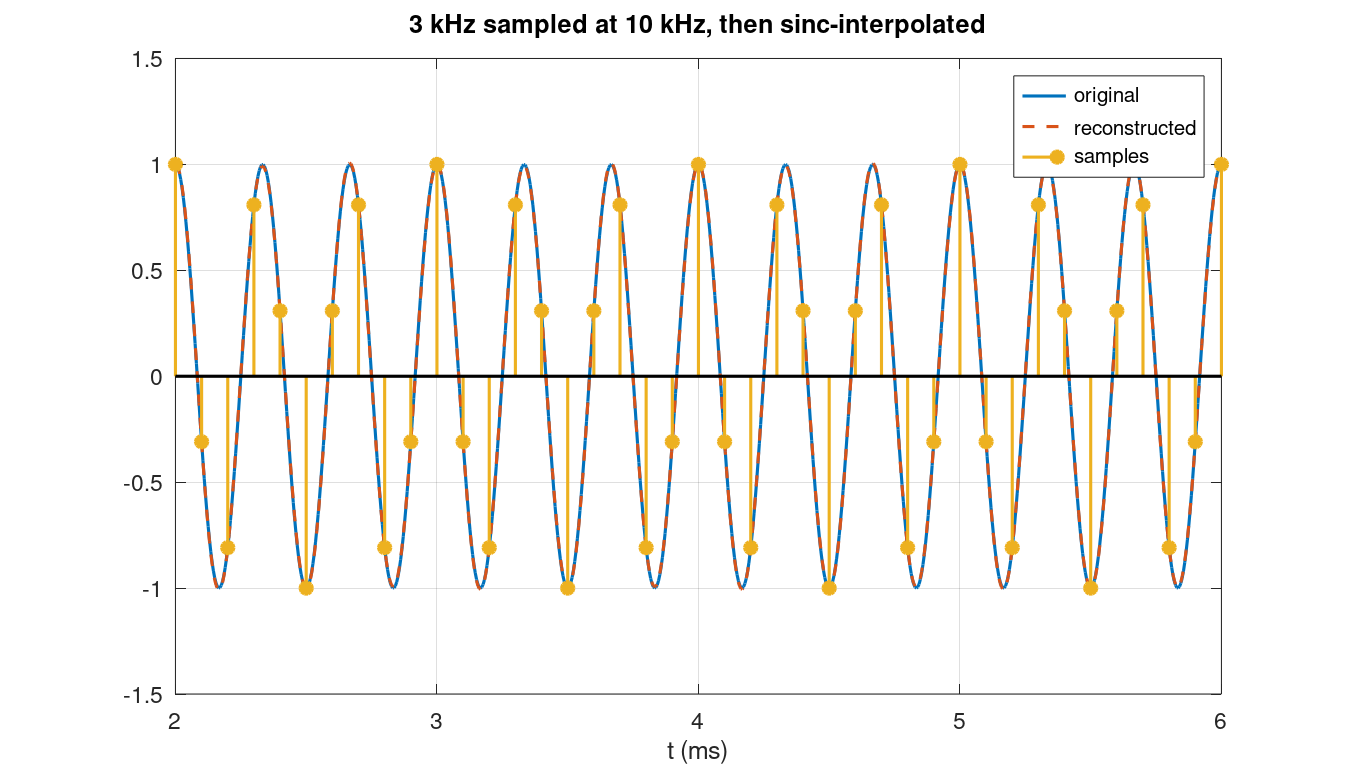 3 kHz sampled at 10 kHz, then sinc-interpolated
1.5
original
reconstructed
samples
1
0.5
0
-0.5
-1
-1.5
2
3
4
5
6
t (ms)